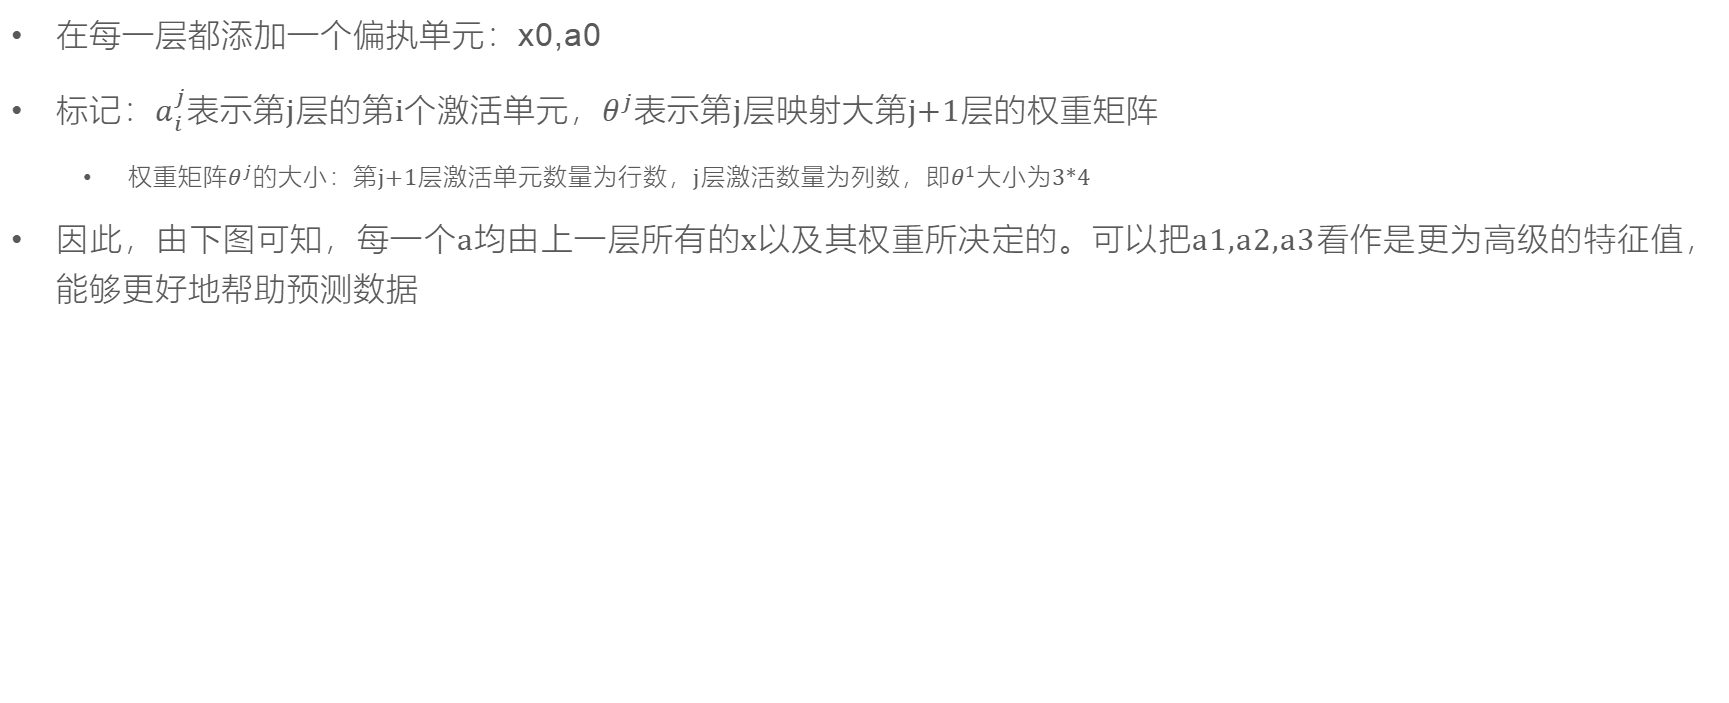 • 在每一层都添加一个偏执单元：x0,a0
• 标记：$a_i^j$表示第j层的第i个激活单元，$\theta^j$表示第j层映射大第j+1层的权重矩阵
• 权重矩阵$\theta^j$的大小：第j+1层激活单元数量为行数，j层激活数量为列数，即$\theta^1$大小为3*4
• 因此，由下图可知，每一个a均由上一层所有的x以及其权重所决定的。可以把a1,a2,a3看作是更为高级的特征值，
能够更好地帮助预测数据